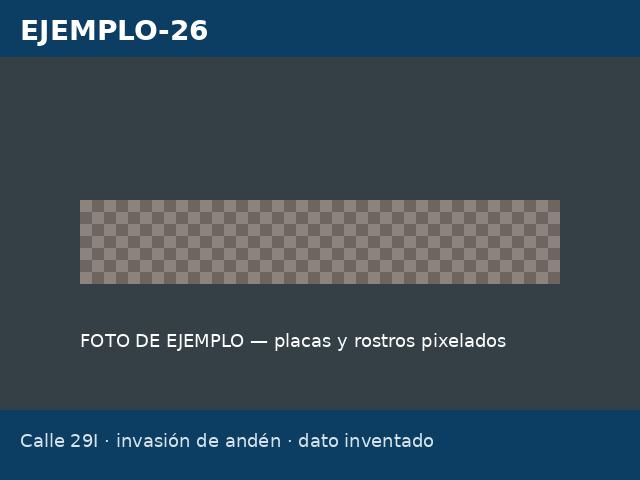 EJEMPLO-26
FOTO DE EJEMPLO — placas y rostros pixelados
Calle 29I · invasión de andén · dato inventado